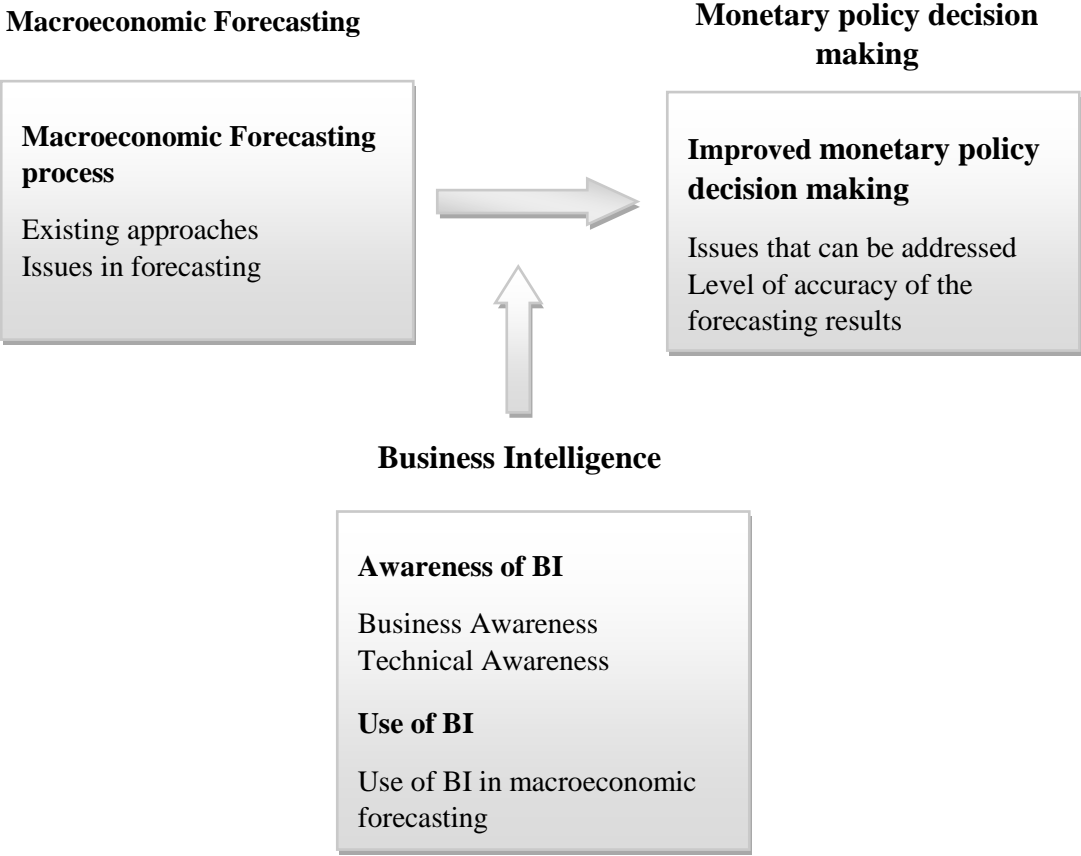 Macroeconomic Forecasting
Monetary policy decision
making
Macroeconomic Forecasting
process
Existing approaches
Issues in forecasting
Improved monetary policy
decision making
Issues that can be addressed
Level of accuracy of the
forecasting results
Business Intelligence
Awareness of BI
Business Awareness
Technical Awareness
Use of BI
Use of BI in macroeconomic
forecasting